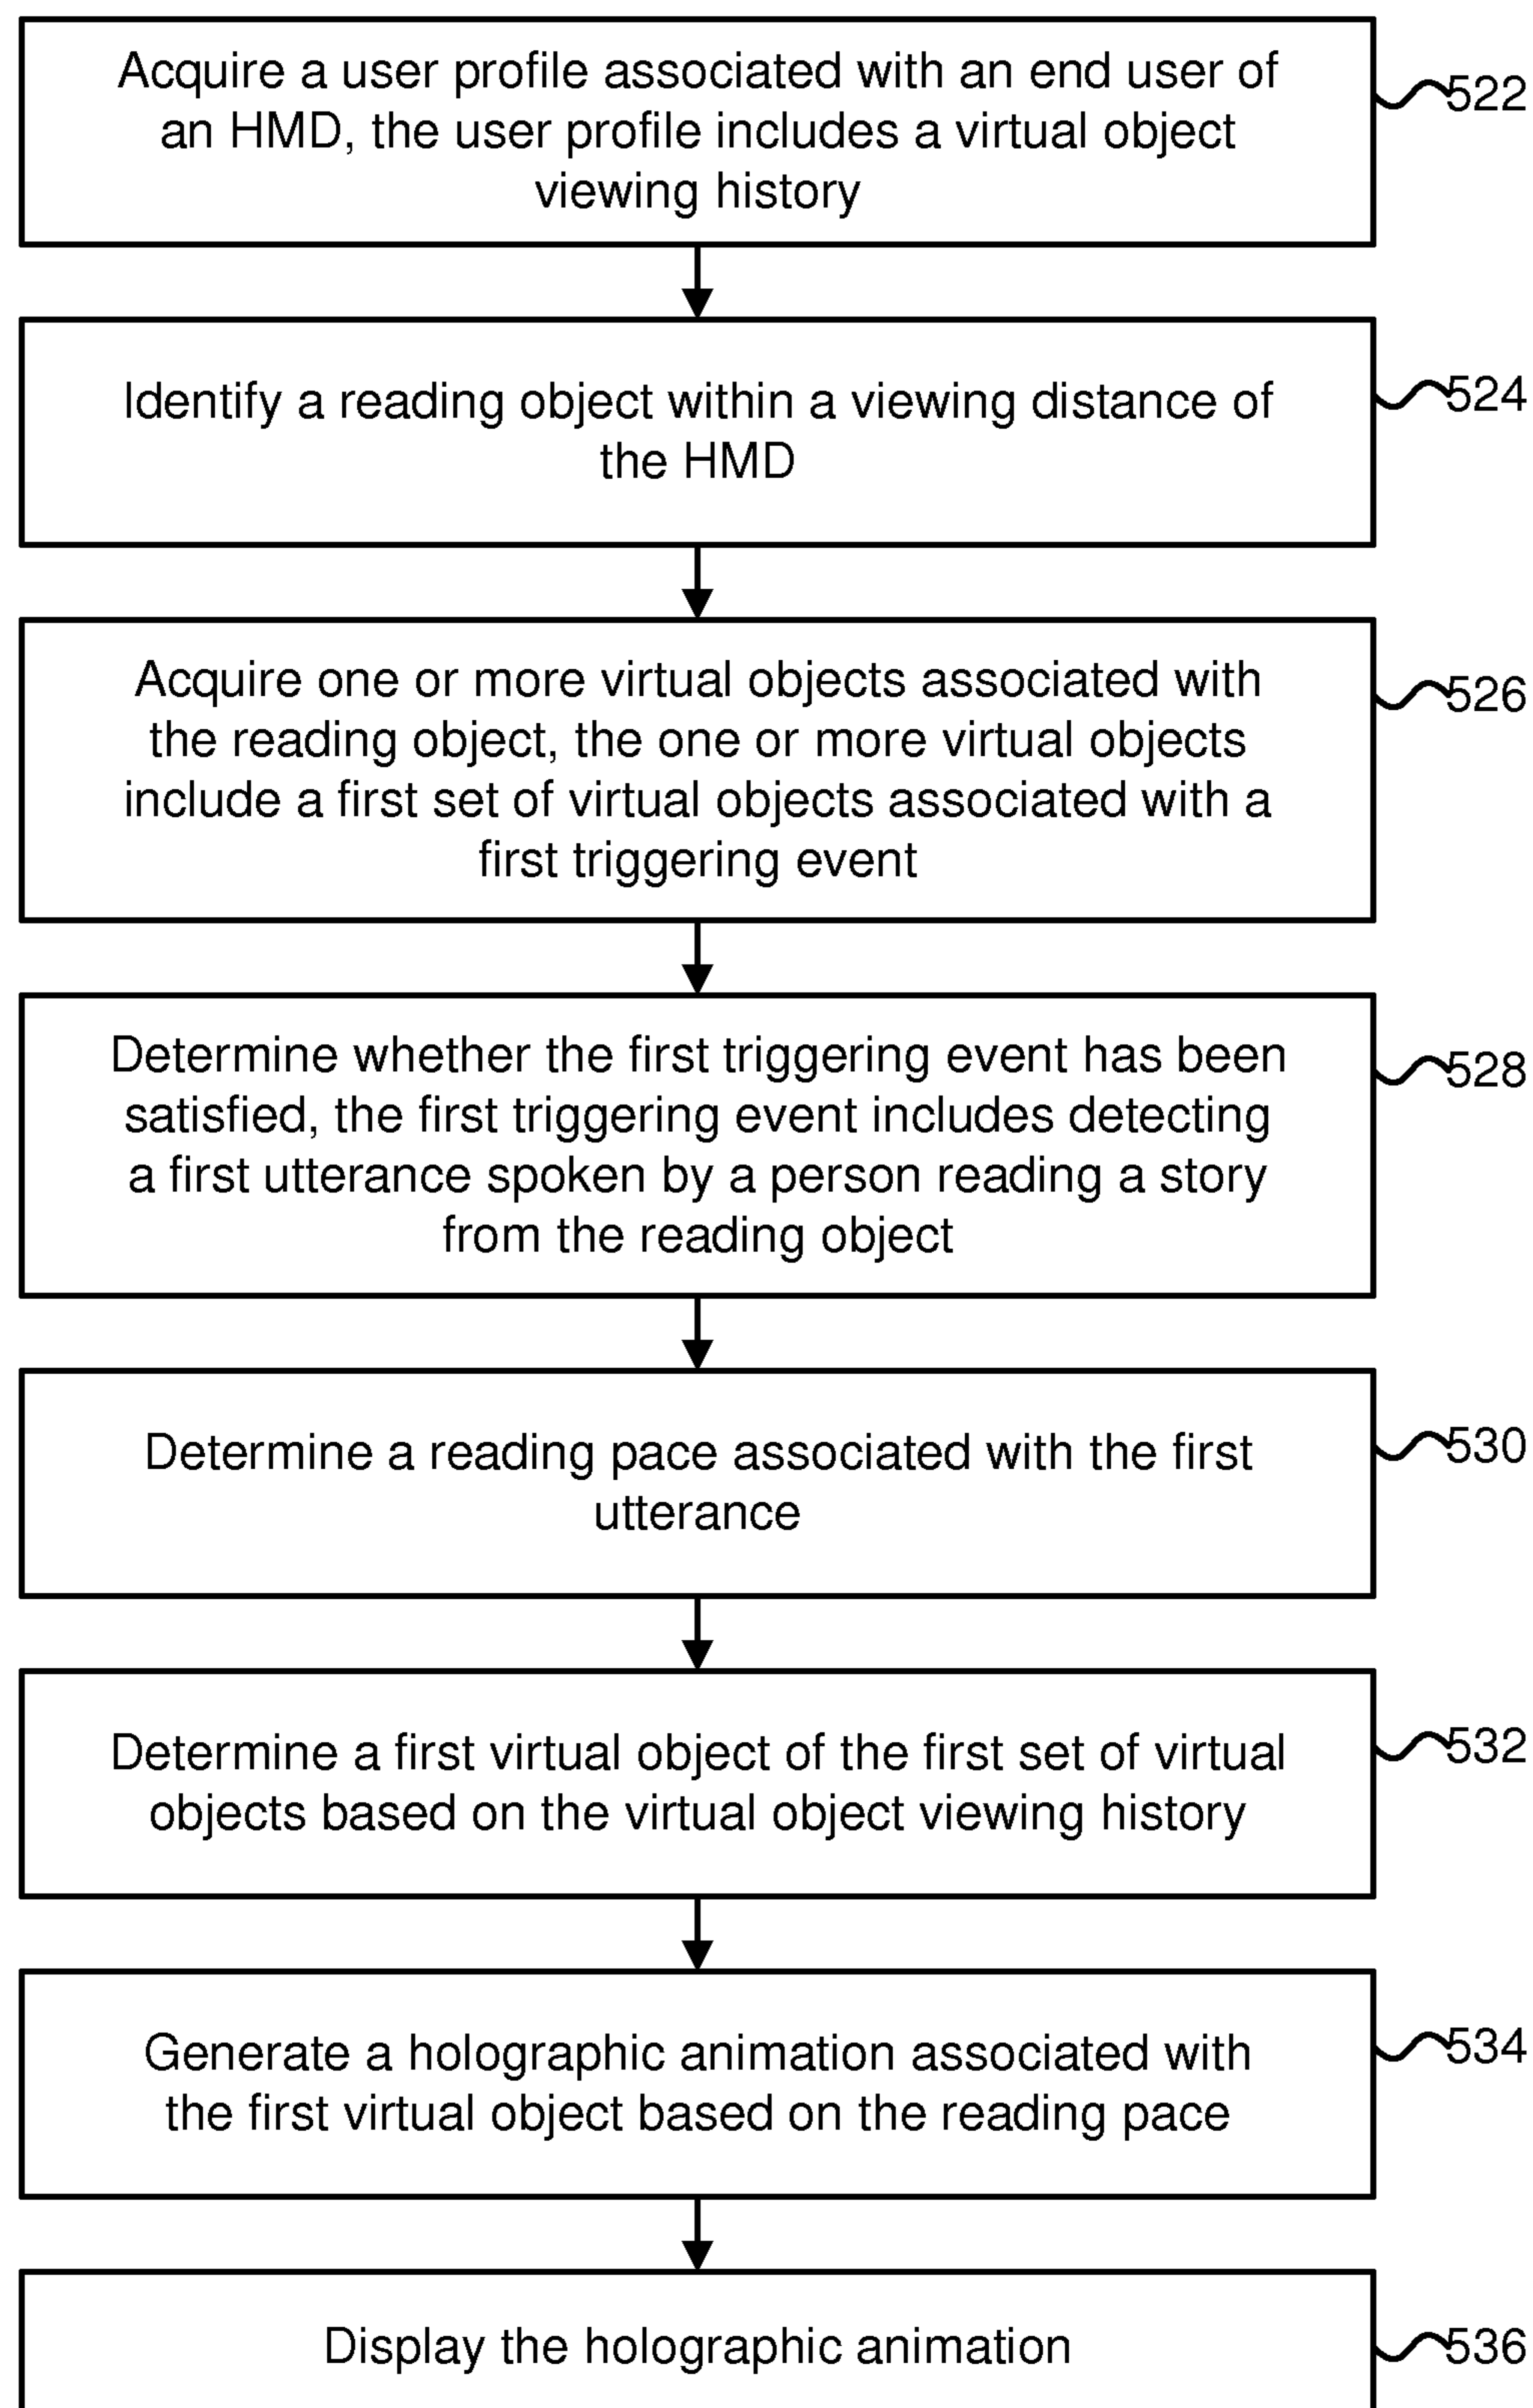 Acquire a user profile associated with an end user of
an HMD, the user profile includes a virtual object
viewing history
522
Identify a reading object within a viewing distance of
the HMD
524
Acquire one or more virtual objects associated with
the reading object, the one or more virtual objects
include a first set of virtual objects associated with a
first triggering event
526
Determine whether the first triggering event has been
satisfied, the first triggering event includes detecting
a first utterance spoken by a person reading a story
from the reading object
528
Determine a reading pace associated with the first
utterance
530
Determine a first virtual object of the first set of virtual
objects based on the virtual object viewing history
532
Generate a holographic animation associated with
the first virtual object based on the reading pace
534
Display the holographic animation
536